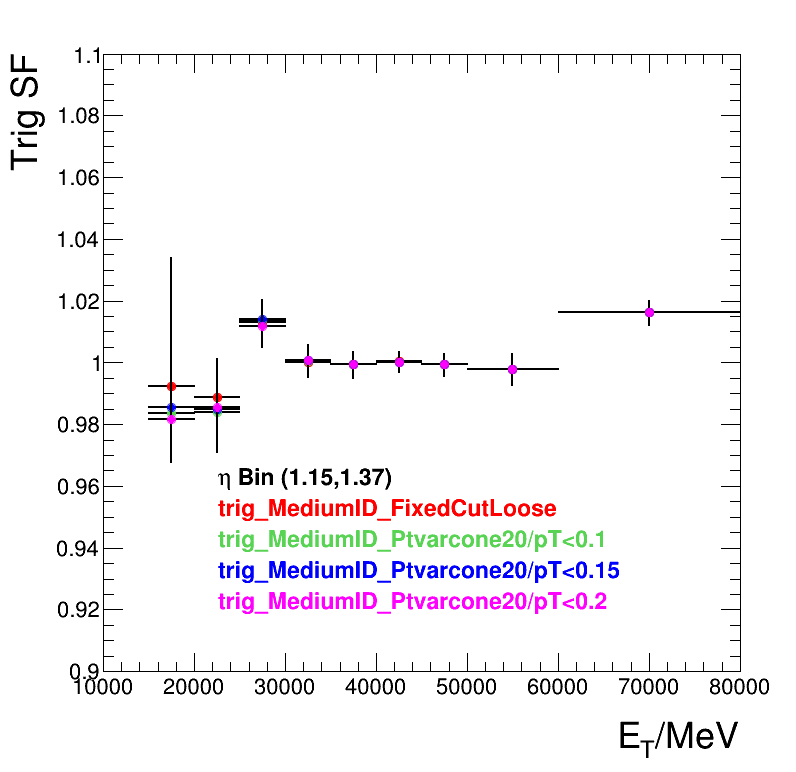 Trig SF
1.1
1.08
1.06
1.04
1.02
1
0.98
0.96
0.94
0.92
0.9
η Bin (1.15,1.37)
trig_MediumID_FixedCutLoose
trig_MediumID_Ptvarcone20/pT<0.1
trig_MediumID_Ptvarcone20/pT<0.15
trig_MediumID_Ptvarcone20/pT<0.2
10000 20000 30000 40000 50000 60000 70000 80000
E_T/MeV